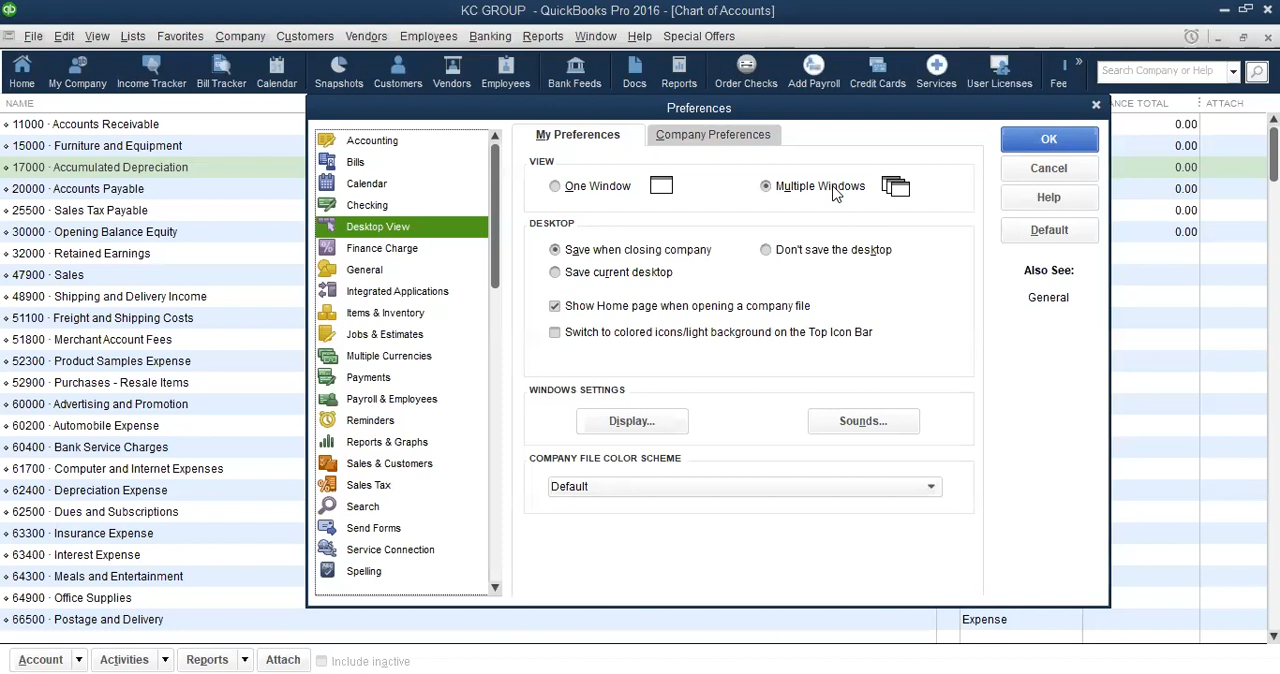 KC GROUP - QuickBooks Pro 2016 - [Chart of Accounts]
File Edit View Lists Favorites Company Customers Vendors Employees Banking Reports Window Help Special Offers
Home My Company Income Tracker Bill Tracker Calendar Snapshots Customers Vendors Employees Bank Feeds Docs Reports Order Checks Add Payroll Credit Cards Services User Licenses Fee
Search Company or Help
NAME
ANCE TOTAL
ATTACH
11000 · Accounts Receivable
0.00
15000 · Furniture and Equipment
0.00
17000 · Accumulated Depreciation
0.00
20000 · Accounts Payable
0.00
25500 · Sales Tax Payable
0.00
30000 · Opening Balance Equity
0.00
32000 · Retained Earnings
47900 · Sales
48900 · Shipping and Delivery Income
51100 · Freight and Shipping Costs
51800 · Merchant Account Fees
52300 · Product Samples Expense
52900 · Purchases - Resale Items
60000 · Advertising and Promotion
60200 · Automobile Expense
60400 · Bank Service Charges
61700 · Computer and Internet Expenses
62400 · Depreciation Expense
62500 · Dues and Subscriptions
63300 · Insurance Expense
63400 · Interest Expense
64300 · Meals and Entertainment
64900 · Office Supplies
66500 · Postage and Delivery
Expense
Preferences
Accounting
Bills
Calendar
Checking
Desktop View
Finance Charge
General
Integrated Applications
Items & Inventory
Jobs & Estimates
Multiple Currencies
Payments
Payroll & Employees
Reminders
Reports & Graphs
Sales & Customers
Sales Tax
Search
Send Forms
Service Connection
Spelling
My Preferences
Company Preferences
VIEW
One Window
Multiple Windows
DESKTOP
Save when closing company
Don't save the desktop
Save current desktop
Show Home page when opening a company file
Switch to colored icons/light background on the Top Icon Bar
WINDOWS SETTINGS
Display...
Sounds...
COMPANY FILE COLOR SCHEME
Default
OK
Cancel
Help
Default
Also See:
General
Account
Activities
Reports
Attach
Include inactive